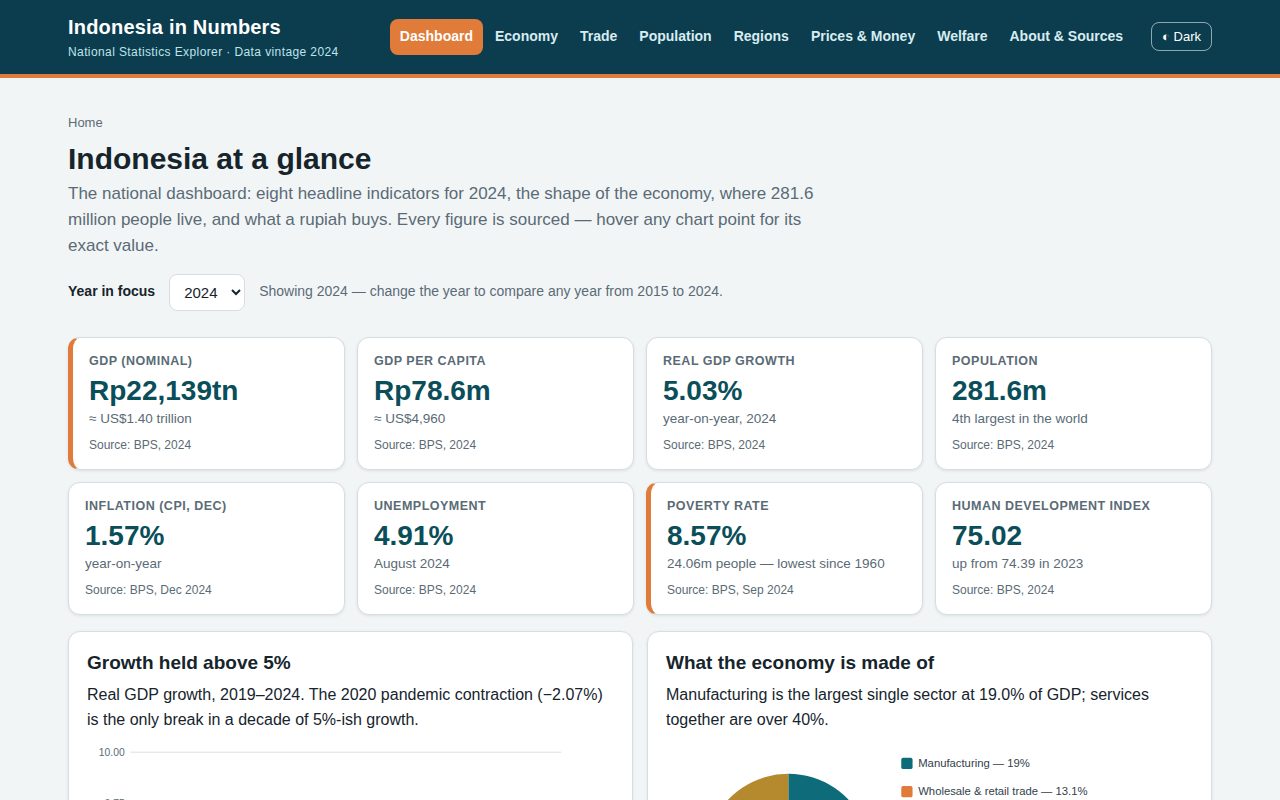 Indonesia in Numbers
National Statistics Explorer · Data vintage 2024
Dashboard
Economy
Trade
Population
Regions
Prices & Money
Welfare
About & Sources
Dark
Home
Indonesia at a glance
The national dashboard: eight headline indicators for 2024, the shape of the economy, where 281.6
million people live, and what a rupiah buys. Every figure is sourced — hover any chart point for its
exact value.
Year in focus
2024
Showing 2024 — change the year to compare any year from 2015 to 2024.
GDP (NOMINAL)
Rp22,139tn
≈ US$1.40 trillion
Source: BPS, 2024
GDP PER CAPITA
Rp78.6m
≈ US$4,960
Source: BPS, 2024
REAL GDP GROWTH
5.03%
year-on-year, 2024
Source: BPS, 2024
POPULATION
281.6m
4th largest in the world
Source: BPS, 2024
INFLATION (CPI, DEC)
1.57%
year-on-year
Source: BPS, Dec 2024
UNEMPLOYMENT
4.91%
August 2024
Source: BPS, 2024
POVERTY RATE
8.57%
24.06m people — lowest since 1960
Source: BPS, Sep 2024
HUMAN DEVELOPMENT INDEX
75.02
up from 74.39 in 2023
Source: BPS, 2024
Growth held above 5%
Real GDP growth, 2019–2024. The 2020 pandemic contraction (−2.07%)
is the only break in a decade of 5%-ish growth.
10.00
What the economy is made of
Manufacturing is the largest single sector at 19.0% of GDP; services
together are over 40%.
Manufacturing — 19%
Wholesale & retail trade — 13.1%